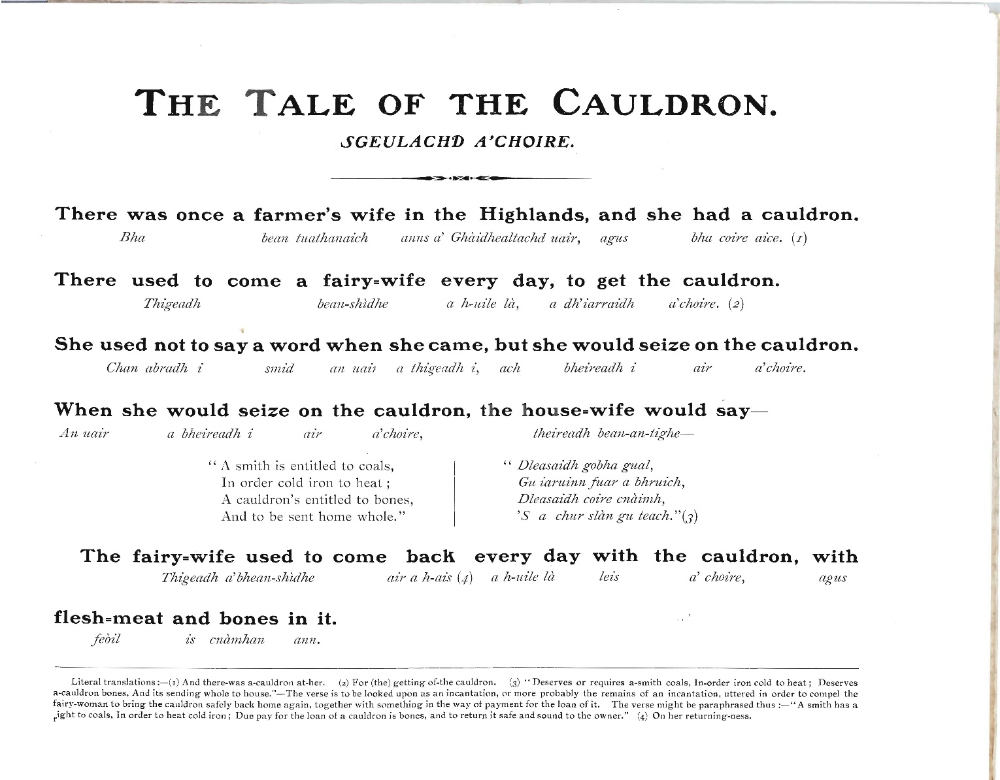 THE TALE OF THE CAULDRON.
SGEULACHD A'CHOIRE.
There was once a farmer's wife in the Highlands, and she had a cauldron.
Bha bean tuathanaich anns a' Ghàidhealtachd uair, agus bha coire aice. (1)
There used to come a fairy=wife every day, to get the cauldron.
Thigeadh bean-shìdhe a h-uile là, a dh'iarraidh a'choire. (2)
She used not to say a word when she came, but she would seize on the cauldron.
Chan abradh i smid an uair a thigeadh i, ach bheireadh i air a'choire.
When she would seize on the cauldron, the house=wife would say—
An uair a bheireadh i air a'choire, theireadh bean-an-tighe—
“ A smith is entitled to coals,
In order cold iron to heat ;
A cauldron's entitled to bones,
And to be sent home whole.”
“ Dleasaidh gobha gual,
Gu iaruinn fuar a bhruich,
Dleasaidh coire cnàimh,
'S a chur slàn gu teach.”(3)
The fairy=wife used to come back every day with the cauldron, with
Thigeadh a'bhean-shìdhe air a h-ais (4) a h-uile là leis a' choire, agus
flesh=meat and bones in it.
feòil is cnàmhan ann.
Literal translations :—(1) And there-was a-cauldron at-her. (2) For (the) getting of-the cauldron. (3) “ Deserves or requires a-smith coals, In-order iron cold to heat ; Deserves
a-cauldron bones, And its sending whole to house.”—The verse is to be looked upon as an incantation, or more probably the remains of an incantation, uttered in order to compel the
fairy-woman to bring the cauldron safely back home again, together with something in the way of payment for the loan of it. The verse might be paraphrased thus :—“ A smith has a
right to coals, In order to heat cold iron ; Due pay for the loan of a cauldron is bones, and to return it safe and sound to the owner.” (4) On her returning-ness.